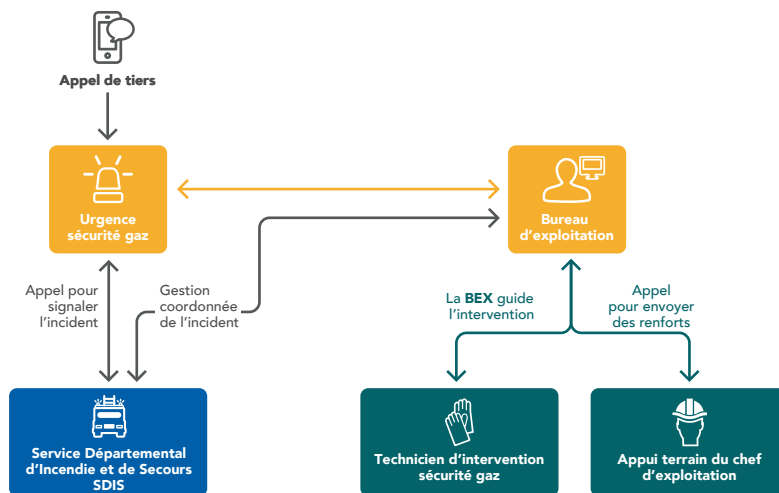 Appel de tiers
Urgence
sécurité gaz
Bureau
d'exploitation
Appel pour
signaler
l'incident
Gestion
coordonnée
de l'incident
La BEX guide
l'intervention
Appel
pour envoyer
des renforts
Service Départemental
d'Incendie et de Secours
SDIS
Technicien d'intervention
sécurité gaz
Appui terrain du chef
d'exploitation